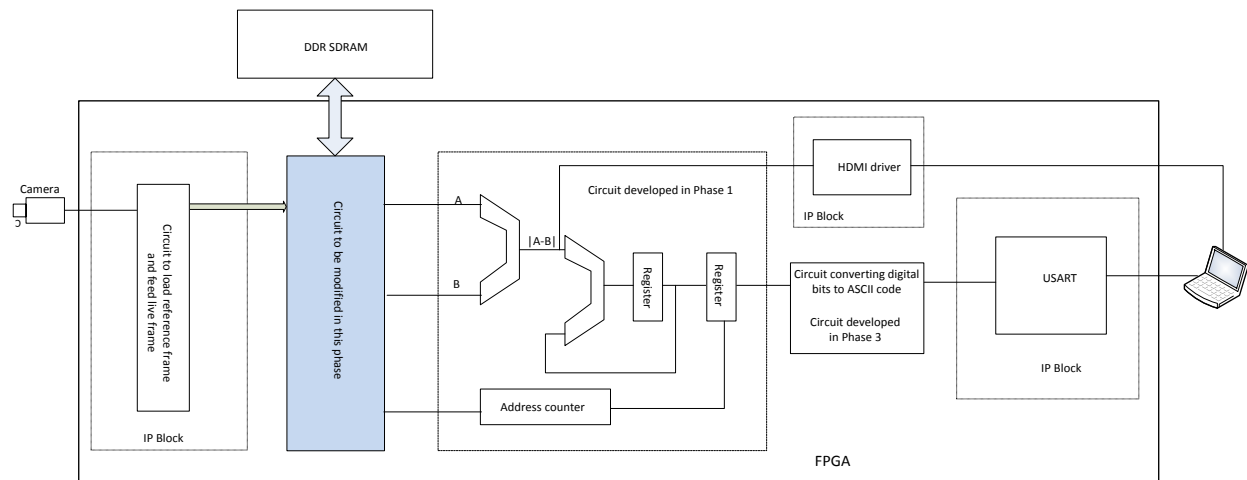 DDR SDRAM
Camera
Circuit to load reference frame
and feed live frame
IP Block
Circuit to be modified in this phase
A
B
|A-B|
Circuit developed in Phase 1
Register
Register
Address counter
HDMI driver
IP Block
Circuit converting digital
bits to ASCII code
Circuit developed
in Phase 3
USART
IP Block
FPGA